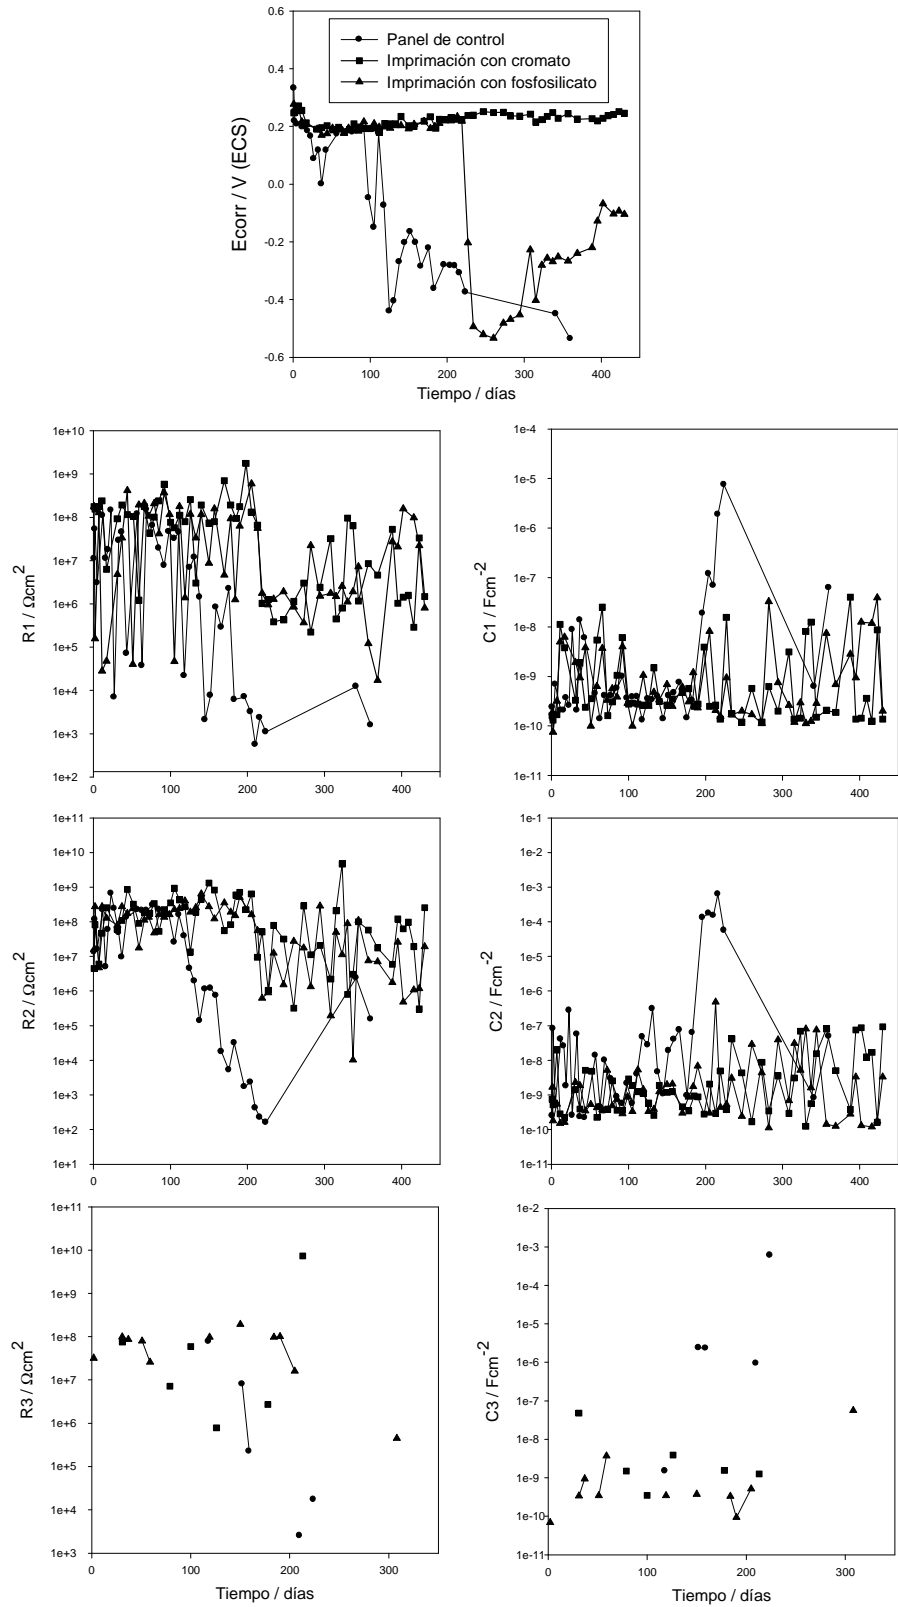 Panel de control
Imprimación con cromato
Imprimación con fosfosilicato
Ecorr / V (ECS)
0.6
0.4
0.2
0.0
-0.2
-0.4
-0.6
0 100 200 300 400
Tiempo / días
R1 / Ωcm²
1e+10
1e+9
1e+8
1e+7
1e+6
1e+5
1e+4
1e+3
1e+2
0 100 200 300 400
C1 / Fcm⁻²
1e-4
1e-5
1e-6
1e-7
1e-8
1e-9
1e-10
1e-11
0 100 200 300 400
R2 / Ωcm²
1e+11
1e+10
1e+9
1e+8
1e+7
1e+6
1e+5
1e+4
1e+3
1e+2
1e+1
0 100 200 300 400
C2 / Fcm⁻²
1e-1
1e-2
1e-3
1e-4
1e-5
1e-6
1e-7
1e-8
1e-9
1e-10
1e-11
0 100 200 300 400
R3 / Ωcm²
1e+11
1e+10
1e+9
1e+8
1e+7
1e+6
1e+5
1e+4
1e+3
0 100 200 300
Tiempo / días
C3 / Fcm⁻²
1e-2
1e-3
1e-4
1e-5
1e-6
1e-7
1e-8
1e-9
1e-10
1e-11
0 100 200 300
Tiempo / días